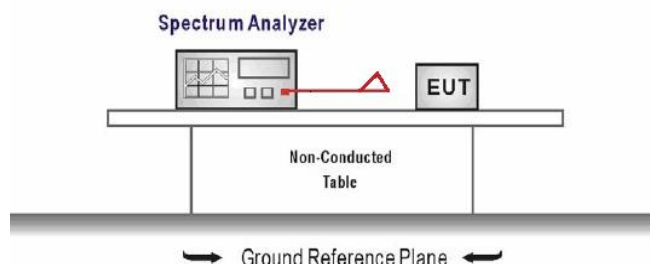 Spectrum Analyzer
EUT
Non-Conducted
Table
Ground Reference Plane